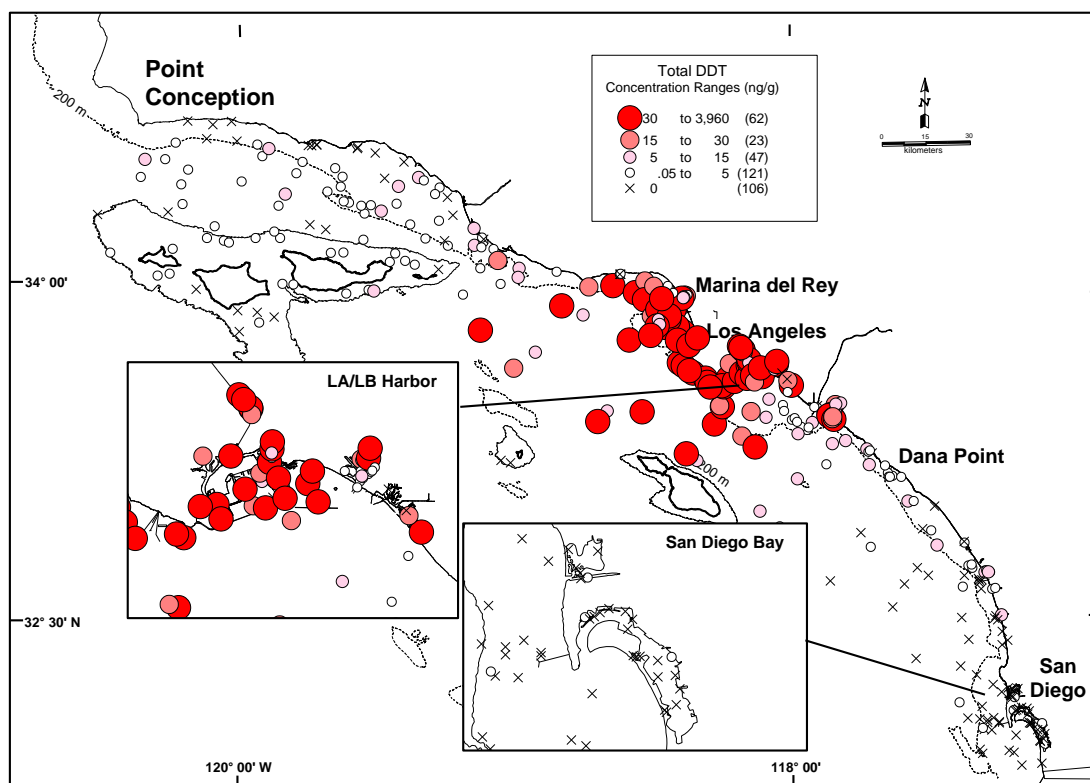 Point
Conception
200 m
Total DDT
Concentration Ranges (ng/g)
30 to 3,960 (62)
15 to 30 (23)
5 to 15 (47)
.05 to 5 (121)
0 (106)
N
0 15 30
kilometers
34° 00'
Marina del Rey
Los Angeles
LA/LB Harbor
Dana Point
200 m
San Diego Bay
32° 30' N
San
Diego
120° 00' W
118° 00'